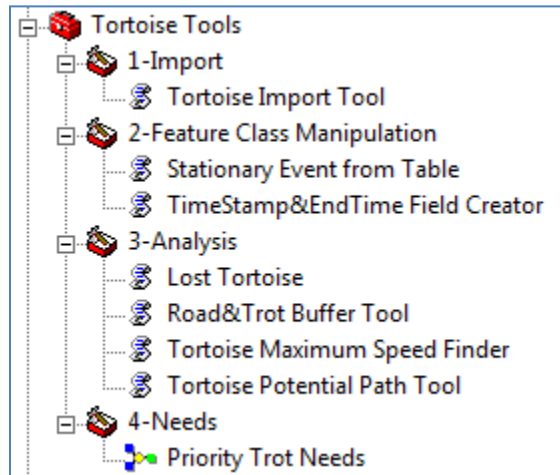 Tortoise Tools
1-Import
Tortoise Import Tool
2-Feature Class Manipulation
Stationary Event from Table
TimeStamp&EndTime Field Creator
3-Analysis
Lost Tortoise
Road&Trot Buffer Tool
Tortoise Maximum Speed Finder
Tortoise Potential Path Tool
4-Needs
Priority Trot Needs